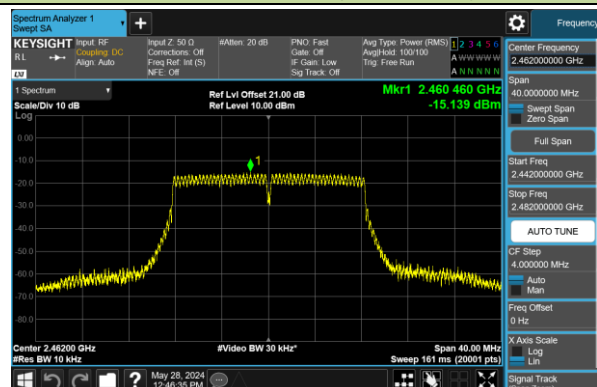 Spectrum Analyzer 1
Swept SA
Frequency
KEYSIGHT
RL
Input: RF
Coupling: DC
Align: Auto
Input Z: 50 Ω
Corrections: Off
Freq Ref: Int (S)
NFE: Off
#Atten: 20 dB
PNO: Fast
Gate: Off
IF Gain: Low
Sig Track: Off
Avg Type: Power (RMS)
Avg|Hold: 100/100
Trig: Free Run
1 2 3 4 5 6
A W W W W W
A N N N N N
LXI
1 Spectrum
Scale/Div 10 dB
Log
Ref Lvl Offset 21.00 dB
Ref Level 10.00 dBm
Mkr1 2.460 460 GHz
-15.139 dBm
0.00
-10.0
-20.0
-30.0
-40.0
-50.0
-60.0
-70.0
-80.0
1
Center 2.46200 GHz
#Res BW 10 kHz
#Video BW 30 kHz*
Span 40.00 MHz
Sweep 161 ms (20001 pts)
May 28, 2024
12:46:35 PM
Center Frequency
2.462000000 GHz
Span
40.0000000 MHz
Swept Span
Zero Span
Full Span
Start Freq
2.442000000 GHz
Stop Freq
2.482000000 GHz
AUTO TUNE
CF Step
4.000000 MHz
Auto
Man
Freq Offset
0 Hz
X Axis Scale
Log
Lin
Signal Track